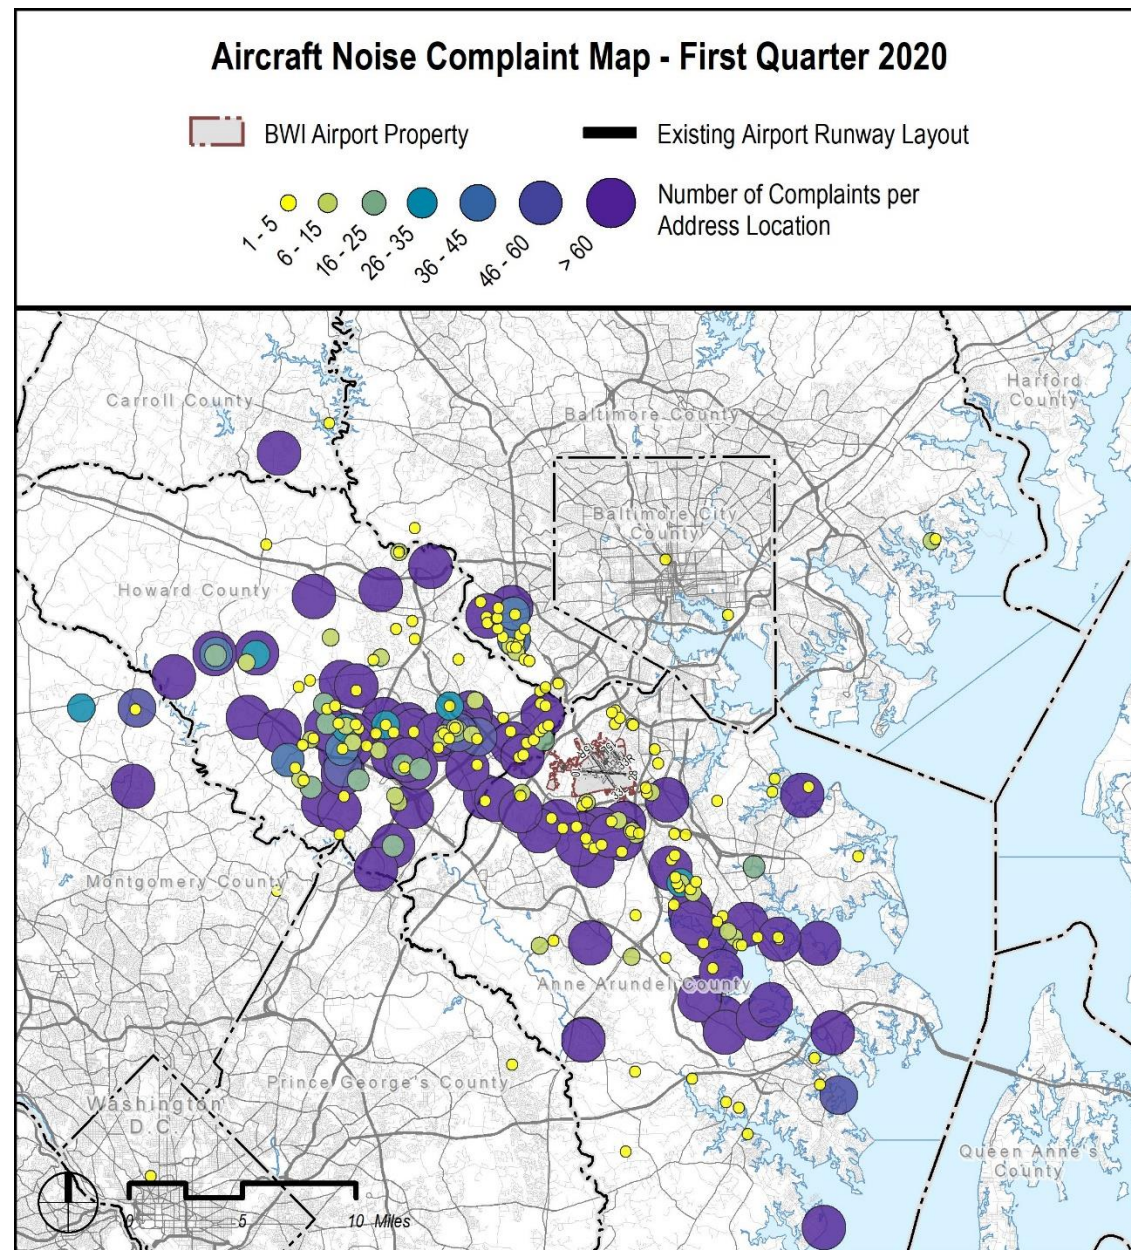 Aircraft Noise Complaint Map - First Quarter 2020
BWI Airport Property
Existing Airport Runway Layout
1 - 5
6 - 15
16 - 25
26 - 35
36 - 45
46 - 60
> 60
Number of Complaints per
Address Location
Carroll County
Baltimore County
Harford
County
Baltimore City
County
Howard County
28
Montgomery County
Anne Arundel County
Prince George's County
Washington
D.C.
Queen Anne's
County
0
5
10 Miles